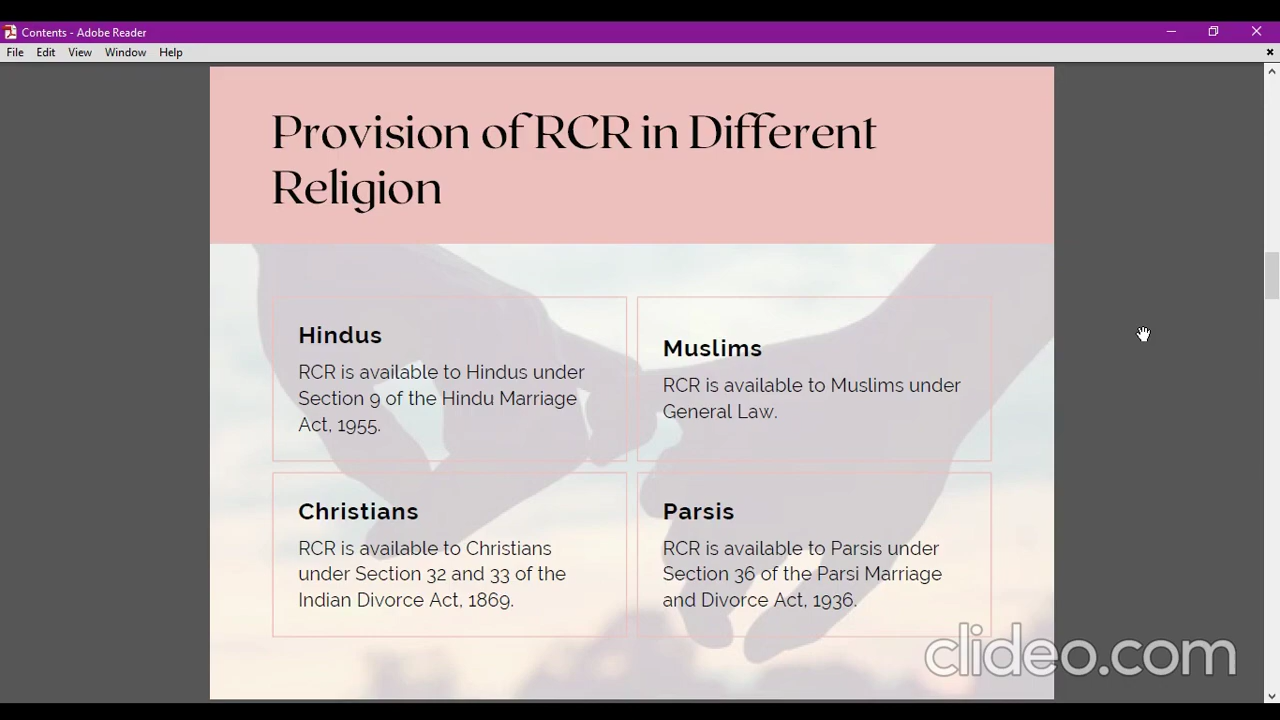 Contents - Adobe Reader
File Edit View Window Help
Provision of RCR in Different
Religion
Hindus
RCR is available to Hindus under
Section 9 of the Hindu Marriage
Act, 1955.
Muslims
RCR is available to Muslims under
General Law.
Christians
RCR is available to Christians
under Section 32 and 33 of the
Indian Divorce Act, 1869.
Parsis
RCR is available to Parsis under
Section 36 of the Parsi Marriage
and Divorce Act, 1936.
clideo.com